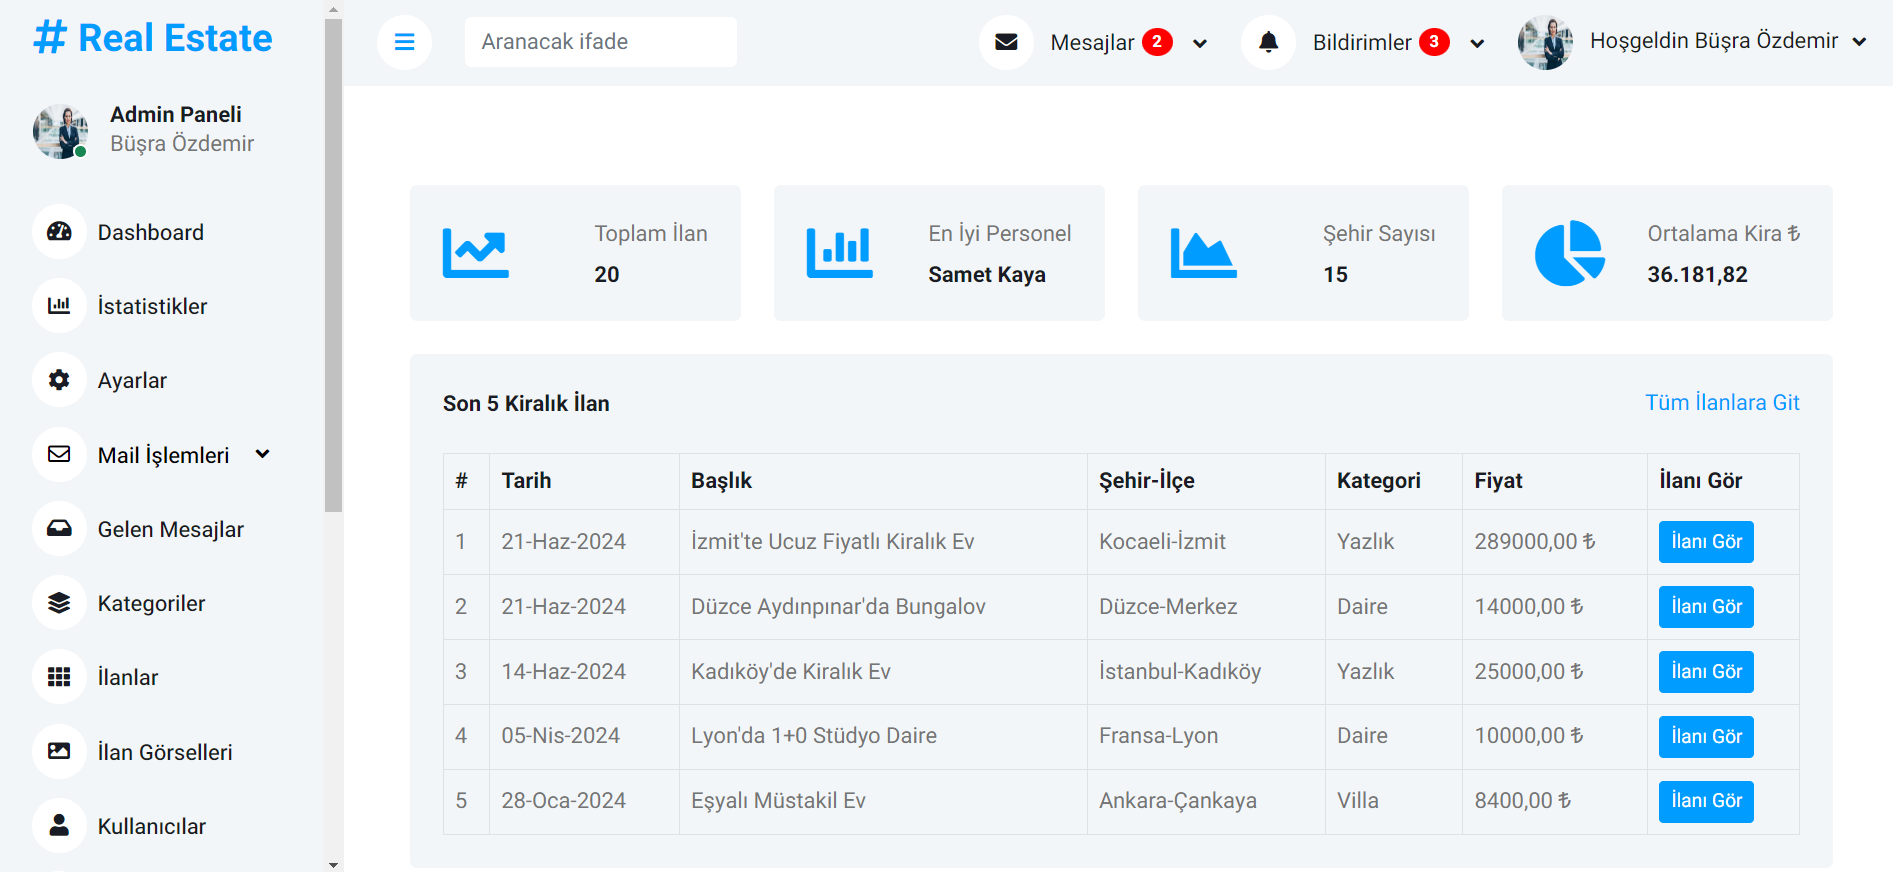 # Real Estate
Aranacak ifade
Mesajlar 2
Bildirimler 3
Hoşgeldin Büşra Özdemir
Admin Paneli
Büşra Özdemir
Dashboard
İstatistikler
Ayarlar
Mail İşlemleri
Gelen Mesajlar
Kategoriler
İlanlar
İlan Görselleri
Kullanıcılar
Toplam İlan
20
En İyi Personel
Samet Kaya
Şehir Sayısı
15
Ortalama Kira ₺
36.181,82
Son 5 Kiralık İlan
Tüm İlanlara Git
# Tarih Başlık Şehir-İlçe Kategori Fiyat İlanı Gör
1 21-Haz-2024 İzmit'te Ucuz Fiyatlı Kiralık Ev Kocaeli-İzmit Yazlık 289000,00 ₺ İlanı Gör
2 21-Haz-2024 Düzce Aydınpınar'da Bungalov Düzce-Merkez Daire 14000,00 ₺ İlanı Gör
3 14-Haz-2024 Kadıköy'de Kiralık Ev İstanbul-Kadıköy Yazlık 25000,00 ₺ İlanı Gör
4 05-Nis-2024 Lyon'da 1+0 Stüdyo Daire Fransa-Lyon Daire 10000,00 ₺ İlanı Gör
5 28-Oca-2024 Eşyalı Müstakil Ev Ankara-Çankaya Villa 8400,00 ₺ İlanı Gör